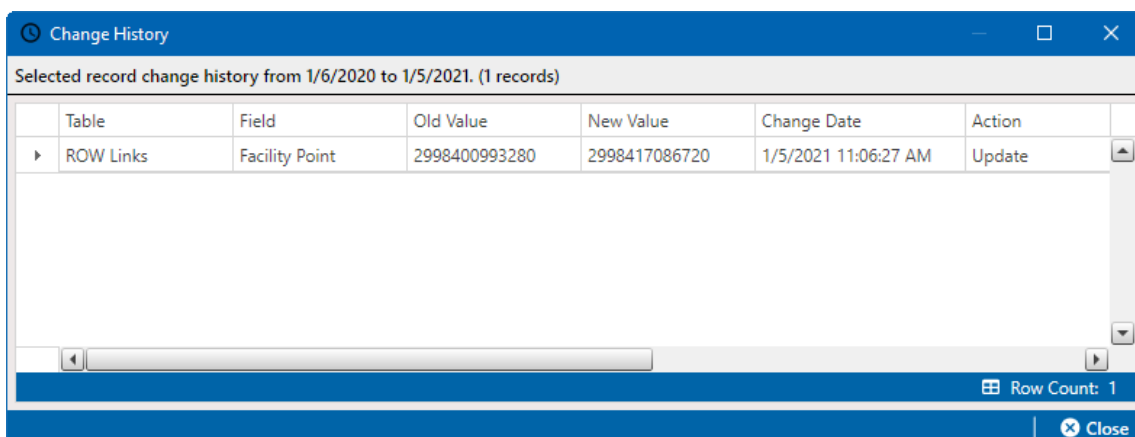 Change History
Selected record change history from 1/6/2020 to 1/5/2021. (1 records)
Table Field Old Value New Value Change Date Action
ROW Links Facility Point 2998400993280 2998417086720 1/5/2021 11:06:27 AM Update
Row Count: 1
Close